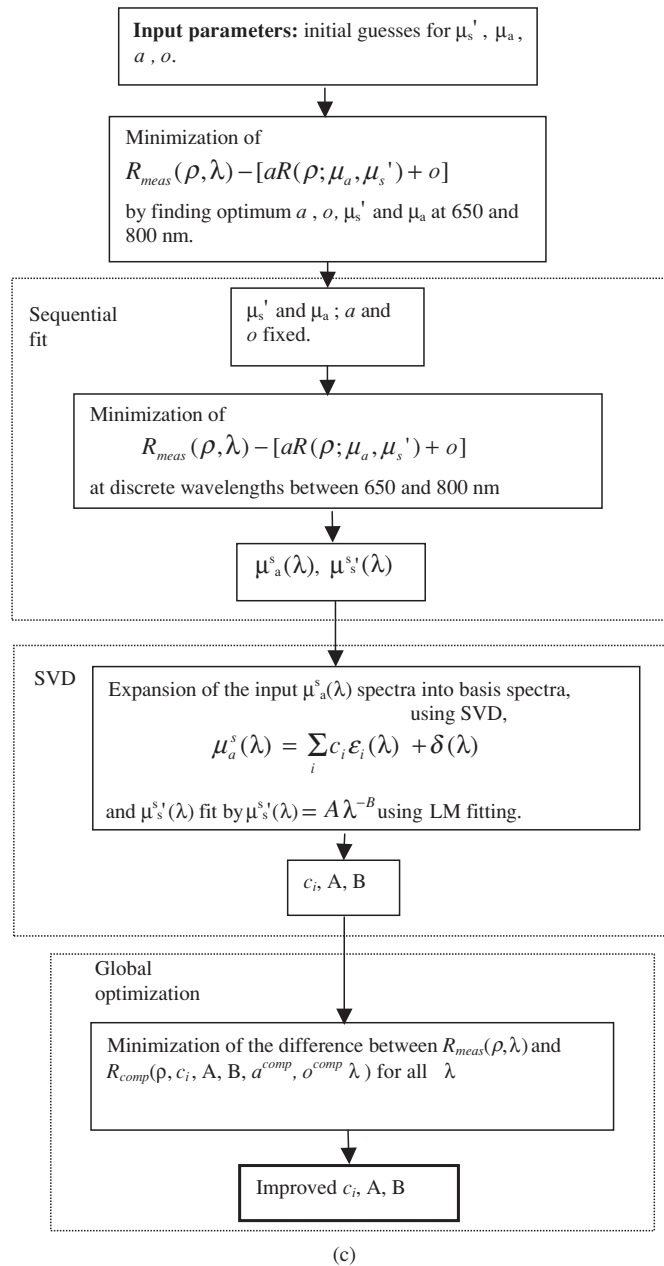 Input parameters: initial guesses for μs', μa,
a, o.
Minimization of
Rmeas(ρ,λ)–[aR(ρ;μa,μs')+o]
by finding optimum a, o, μs' and μa at 650 and
800 nm.
Sequential
fit
μs' and μa; a and
o fixed.
Minimization of
Rmeas(ρ,λ)–[aR(ρ;μa,μs')+o]
at discrete wavelengths between 650 and 800 nm
μsa(λ), μss'(λ)
SVD
Expansion of the input μsa(λ) spectra into basis spectra,
using SVD,
μas(λ) = ∑i ciεi(λ) +δ(λ)
and μss'(λ) fit by μss'(λ) = Aλ–B using LM fitting.
ci, A, B
Global
optimization
Minimization of the difference between Rmeas(ρ,λ) and
Rcomp(ρ, ci, A, B, acomp, ocomp λ) for all λ
Improved ci, A, B
(c)